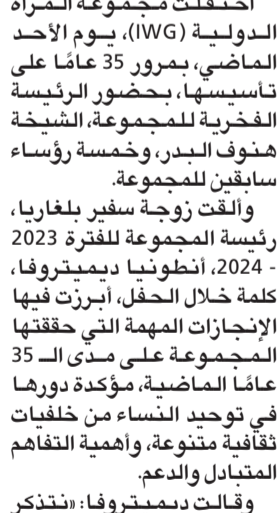 احتفلت مجموعة المرأة
الدولية (IWG)، يوم الأحد
الماضي، بمرور 35 عامًا على
تأسيسها، بحضور الرئيسة
الفخرية للمجموعة، الشيخة
هنوف البدر، وخمسة رؤساء
سابقين للمجموعة.
وألقت زوجة سفير بلغاريا،
رئيسة المجموعة للفترة 2023
- 2024، أنطونيا ديميتروفا،
كلمة خلال الحفل، أبرزت فيها
الإنجازات المهمة التي حققتها
المجموعة على مدى الـ 35
عامًا الماضية، مؤكدة دورها
في توحيد النساء من خلفيات
ثقافية متنوعة، وأهمية التفاهم
المتبادل والدعم.
وقالت ديميتروفا: «نتذكر